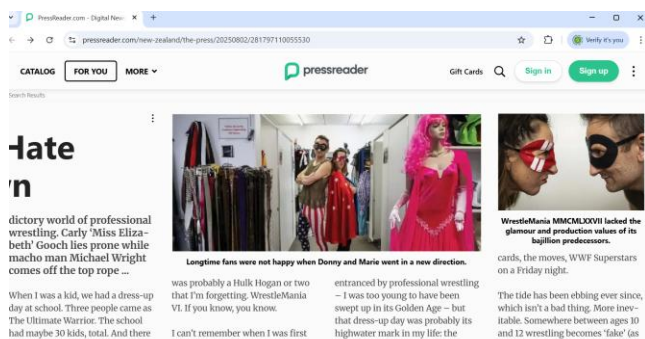 PressReader.com - Digital New
pressreader.com/new-zealand/the-press/20250802/281797110055530
Verify it's you
CATALOG
FOR YOU
MORE
pressreader
Gift Cards
Sign in
Sign up
Search Results
Hate
dictory world of professional
wrestling. Carly ‘Miss Eliza-
beth’ Gooch lies prone while
macho man Michael Wright
comes off the top rope ...
When I was a kid, we had a dress-up
day at school. Three people came as
The Ultimate Warrior. The school
had maybe 30 kids, total. And there
Longtime fans were not happy when Donny and Marie went in a new direction.
was probably a Hulk Hogan or two
that I’m forgetting. WrestleMania
VI. If you know, you know.
I can’t remember when I was first
entranced by professional wrestling
– I was too young to have been
swept up in its Golden Age – but
that dress-up day was probably its
highwater mark in my life: the
WrestleMania MMCMLXXVII lacked the
glamour and production values of its
bajillion predecessors.
cards, the moves, WWF Superstars
on a Friday night.
The tide has been ebbing ever since,
which isn’t a bad thing. More inev-
itable. Somewhere between ages 10
and 12 wrestling becomes ‘fake’ (as